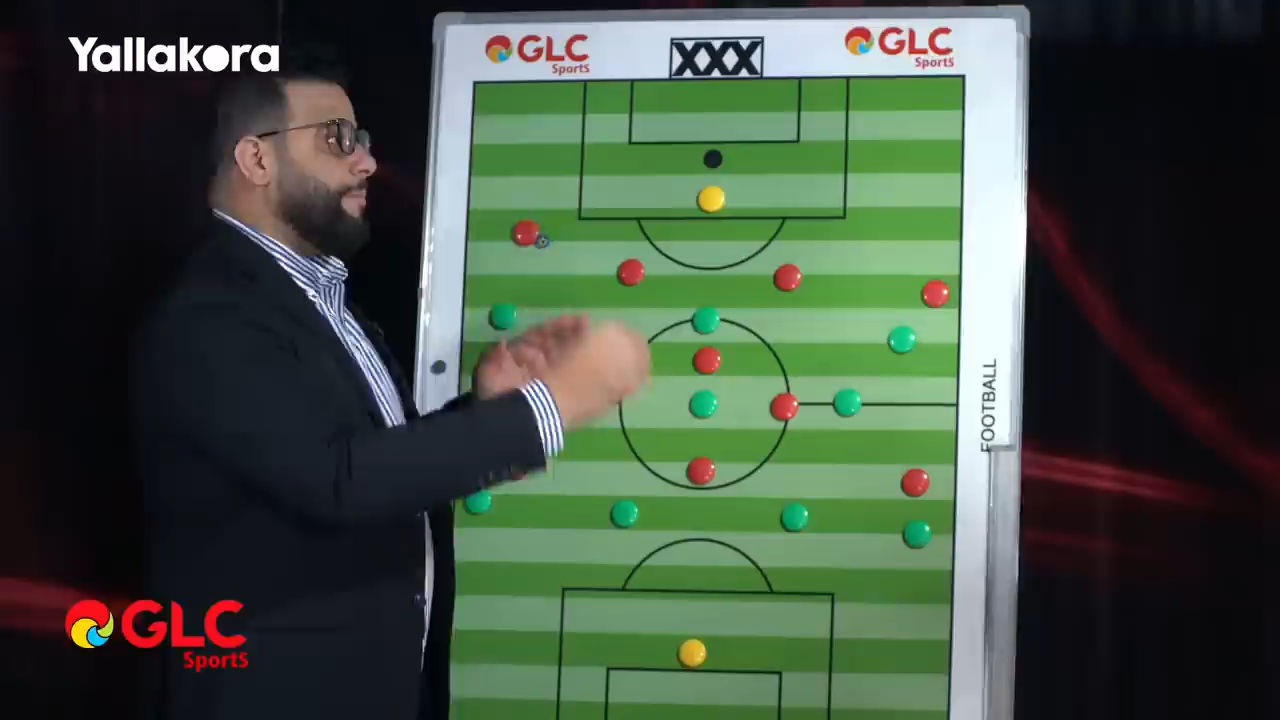 Yallakora
GLC
Sports
XXX
GLC
Sports
FOOTBALL
GLC
Sports